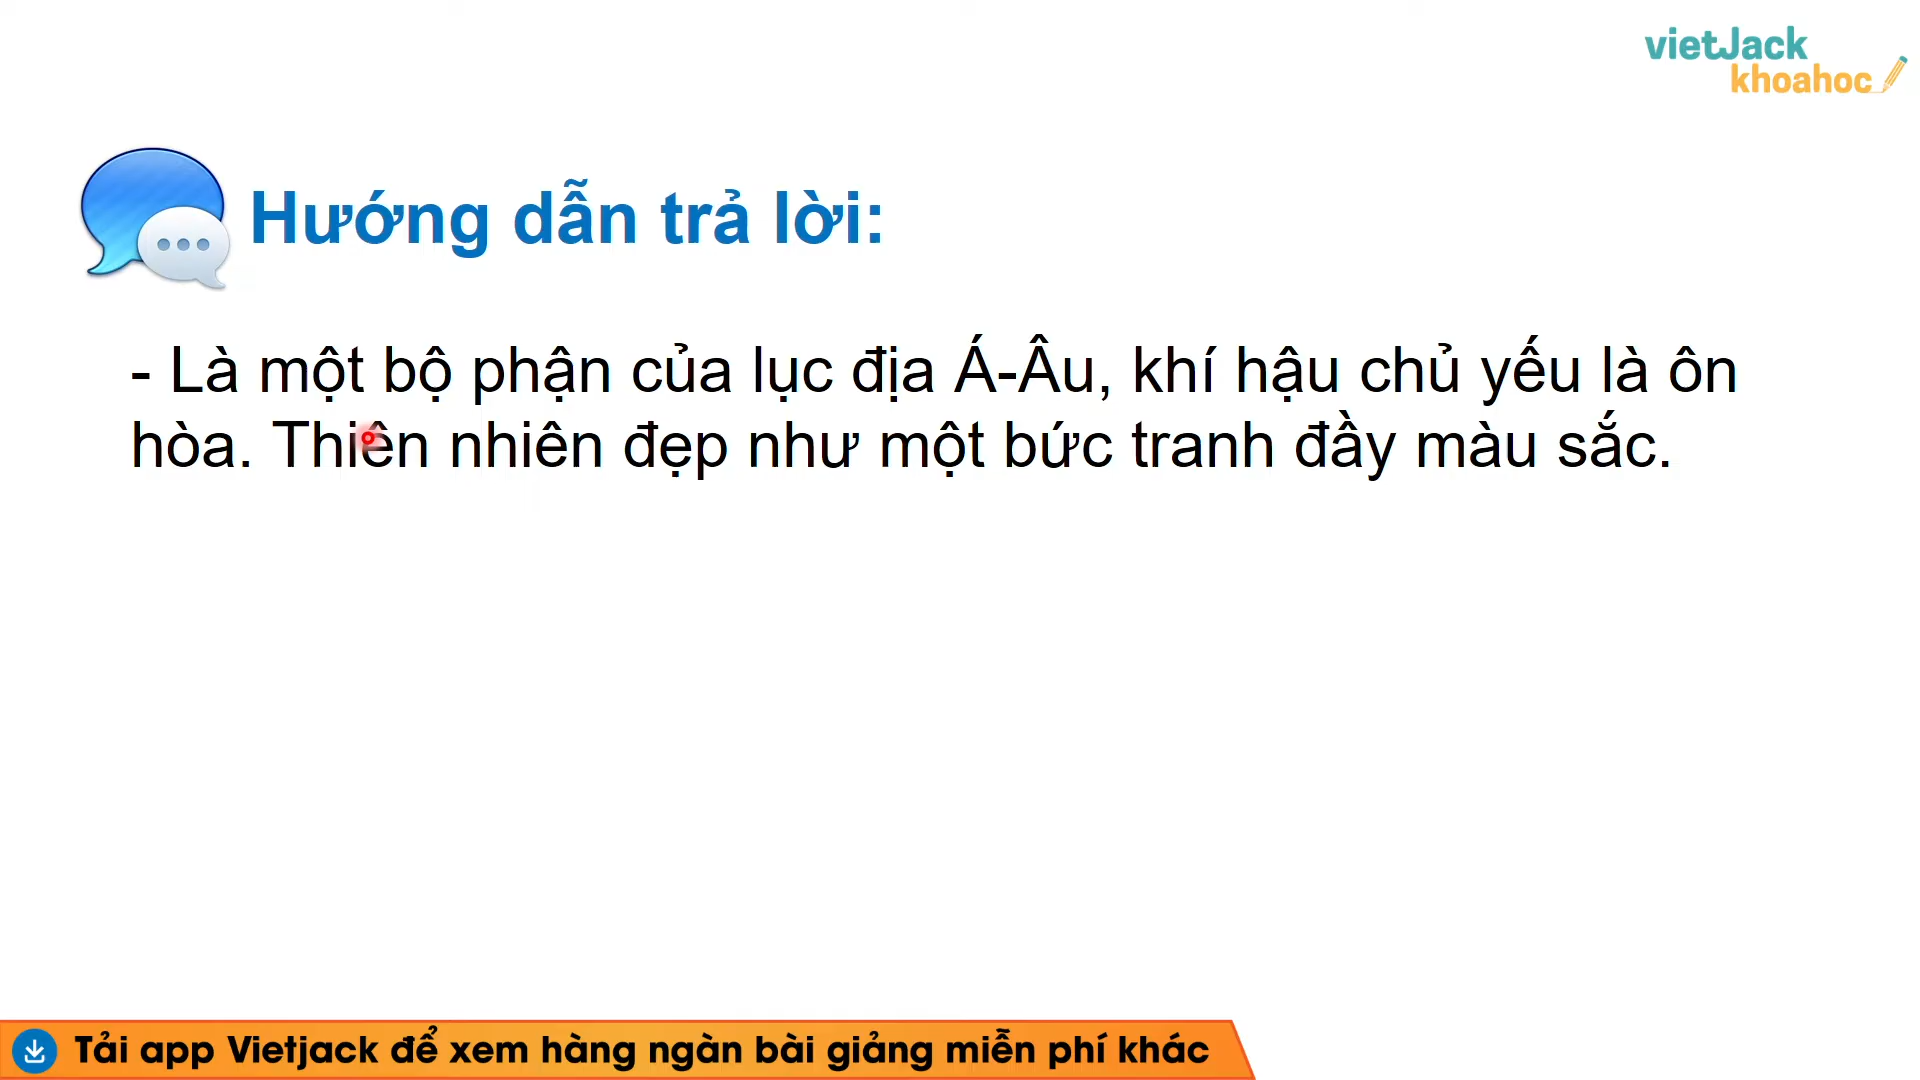 vietJack
khoahoc
Hướng dẫn trả lời:
- Là một bộ phận của lục địa Á-Âu, khí hậu chủ yếu là ôn
hòa. Thiên nhiên đẹp như một bức tranh đầy màu sắc.
Tải app Vietjack để xem hàng ngàn bài giảng miễn phí khác